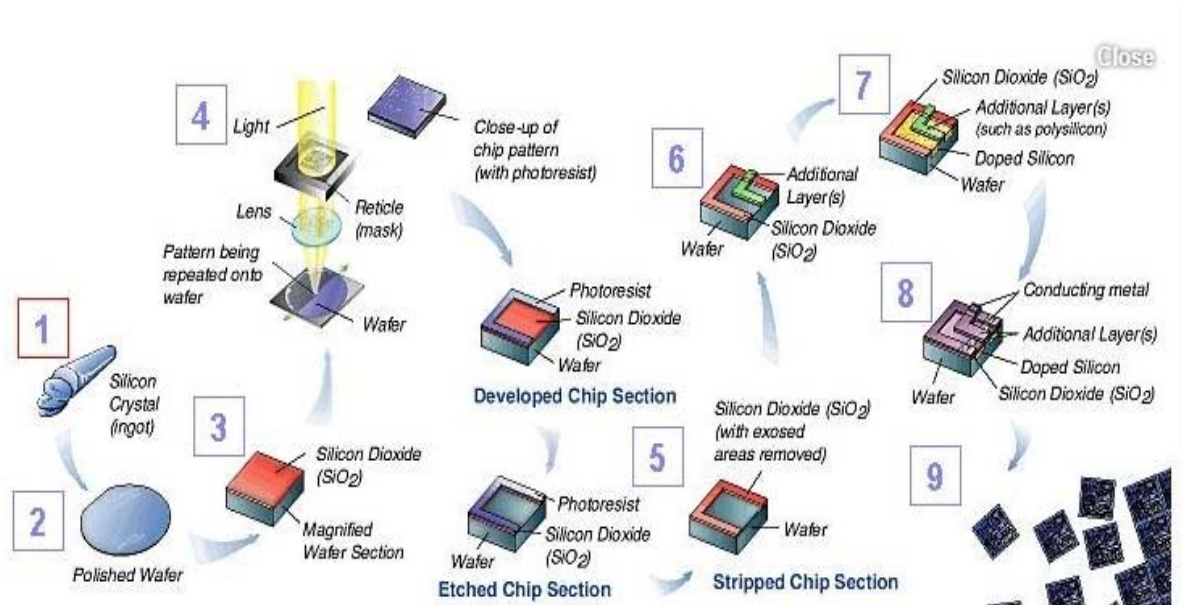 Close
1
Silicon
Crystal
(ingot)
2
Polished Wafer
3
Silicon Dioxide
(SiO2)
Magnified
Wafer Section
4
Light
Reticle
(mask)
Lens
Pattern being
repeated onto
wafer
Wafer
Close-up of
chip pattern
(with photoresist)
Photoresist
Silicon Dioxide
(SiO2)
Wafer
Developed Chip Section
Photoresist
Silicon Dioxide
(SiO2)
Wafer
Etched Chip Section
5
Silicon Dioxide (SiO2)
(with exposed
areas removed)
Wafer
Stripped Chip Section
6
Additional
Layer(s)
Silicon Dioxide
(SiO2)
Wafer
7
Silicon Dioxide (SiO2)
Additional Layer(s)
(such as polysilicon)
Doped Silicon
Wafer
8
Conducting metal
Additional Layer(s)
Doped Silicon
Silicon Dioxide (SiO2)
Wafer
9